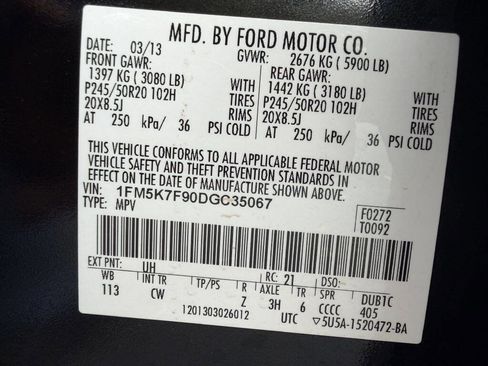 MFD. BY FORD MOTOR CO.
DATE: 03/13 GVWR: 2676 KG ( 5900 LB)
FRONT GAWR: REAR GAWR:
1397 KG ( 3080 LB) WITH 1442 KG ( 3180 LB) WITH
P245/50R20 102H TIRES P245/50R20 102H TIRES
20X8.5J RIMS 20X8.5J RIMS
AT 250 kPa/ 36 PSI COLD AT 250 kPa/ 36 PSI COLD
THIS VEHICLE CONFORMS TO ALL APPLICABLE FEDERAL MOTOR
VEHICLE SAFETY AND THEFT PREVENTION STANDARDS IN
EFFECT ON THE DATE OF MANUFACTURE SHOWN ABOVE.
VIN: 1FM5K7F90DGC35067
TYPE: MPV
F0272
T0092
EXT PNT: UH RC: 21 DSO:
WB INT TR TP/PS R AXLE TR SPR DUB1C
113 CW Z 3H 6 CCCC 405
1201303026012 UTC ▽5U5A-1520472-BA